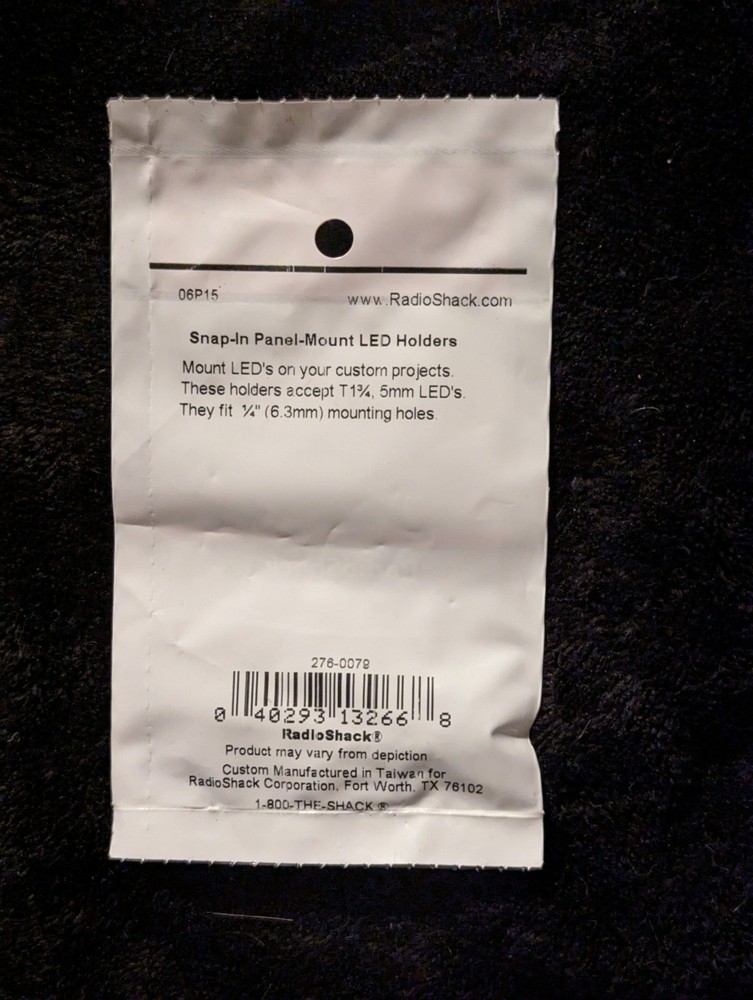 06P15
www.RadioShack.com
Snap-In Panel-Mount LED Holders
Mount LED's on your custom projects.
These holders accept T1¾, 5mm LED's.
They fit ¼" (6.3mm) mounting holes.
276-0079
0 40293 13266 8
RadioShack®
Product may vary from depiction
Custom Manufactured in Taiwan for
RadioShack Corporation, Fort Worth, TX 76102
1-800-THE-SHACK ®